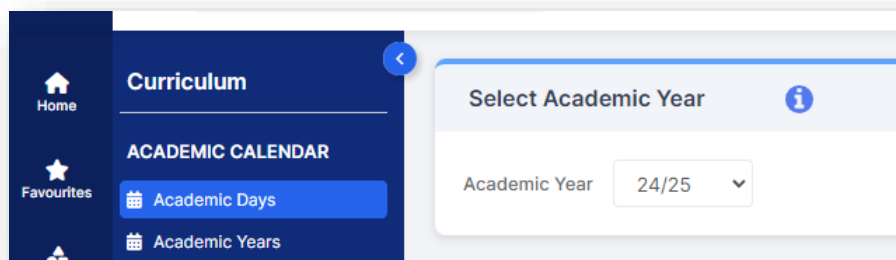 Home
Favourites
Curriculum
ACADEMIC CALENDAR
Academic Days
Academic Years
Select Academic Year
Academic Year 24/25